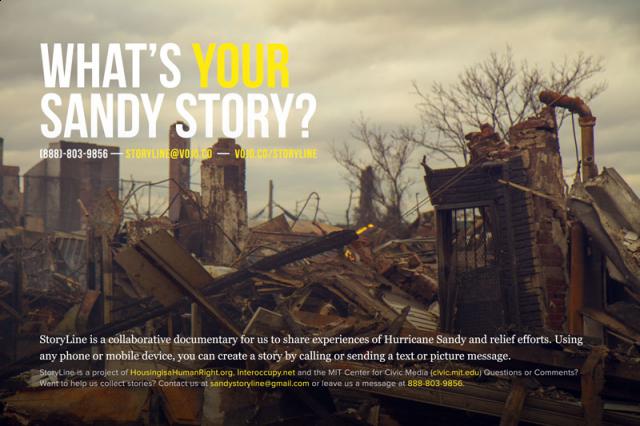 WHAT'S YOUR
SANDY STORY?
(888)-803-9856 — STORYLINE@VOJO.CO — VOJO.CO/STORYLINE
StoryLine is a collaborative documentary for us to share experiences of Hurricane Sandy and relief efforts. Using
any phone or mobile device, you can create a story by calling or sending a text or picture message.
StoryLine is a project of HousingisaHumanRight.org, Interoccupy.net and the MIT Center for Civic Media (civic.mit.edu) Questions or Comments?
Want to help us collect stories? Contact us at sandystoryline@gmail.com or leave us a message at 888-803-9856.